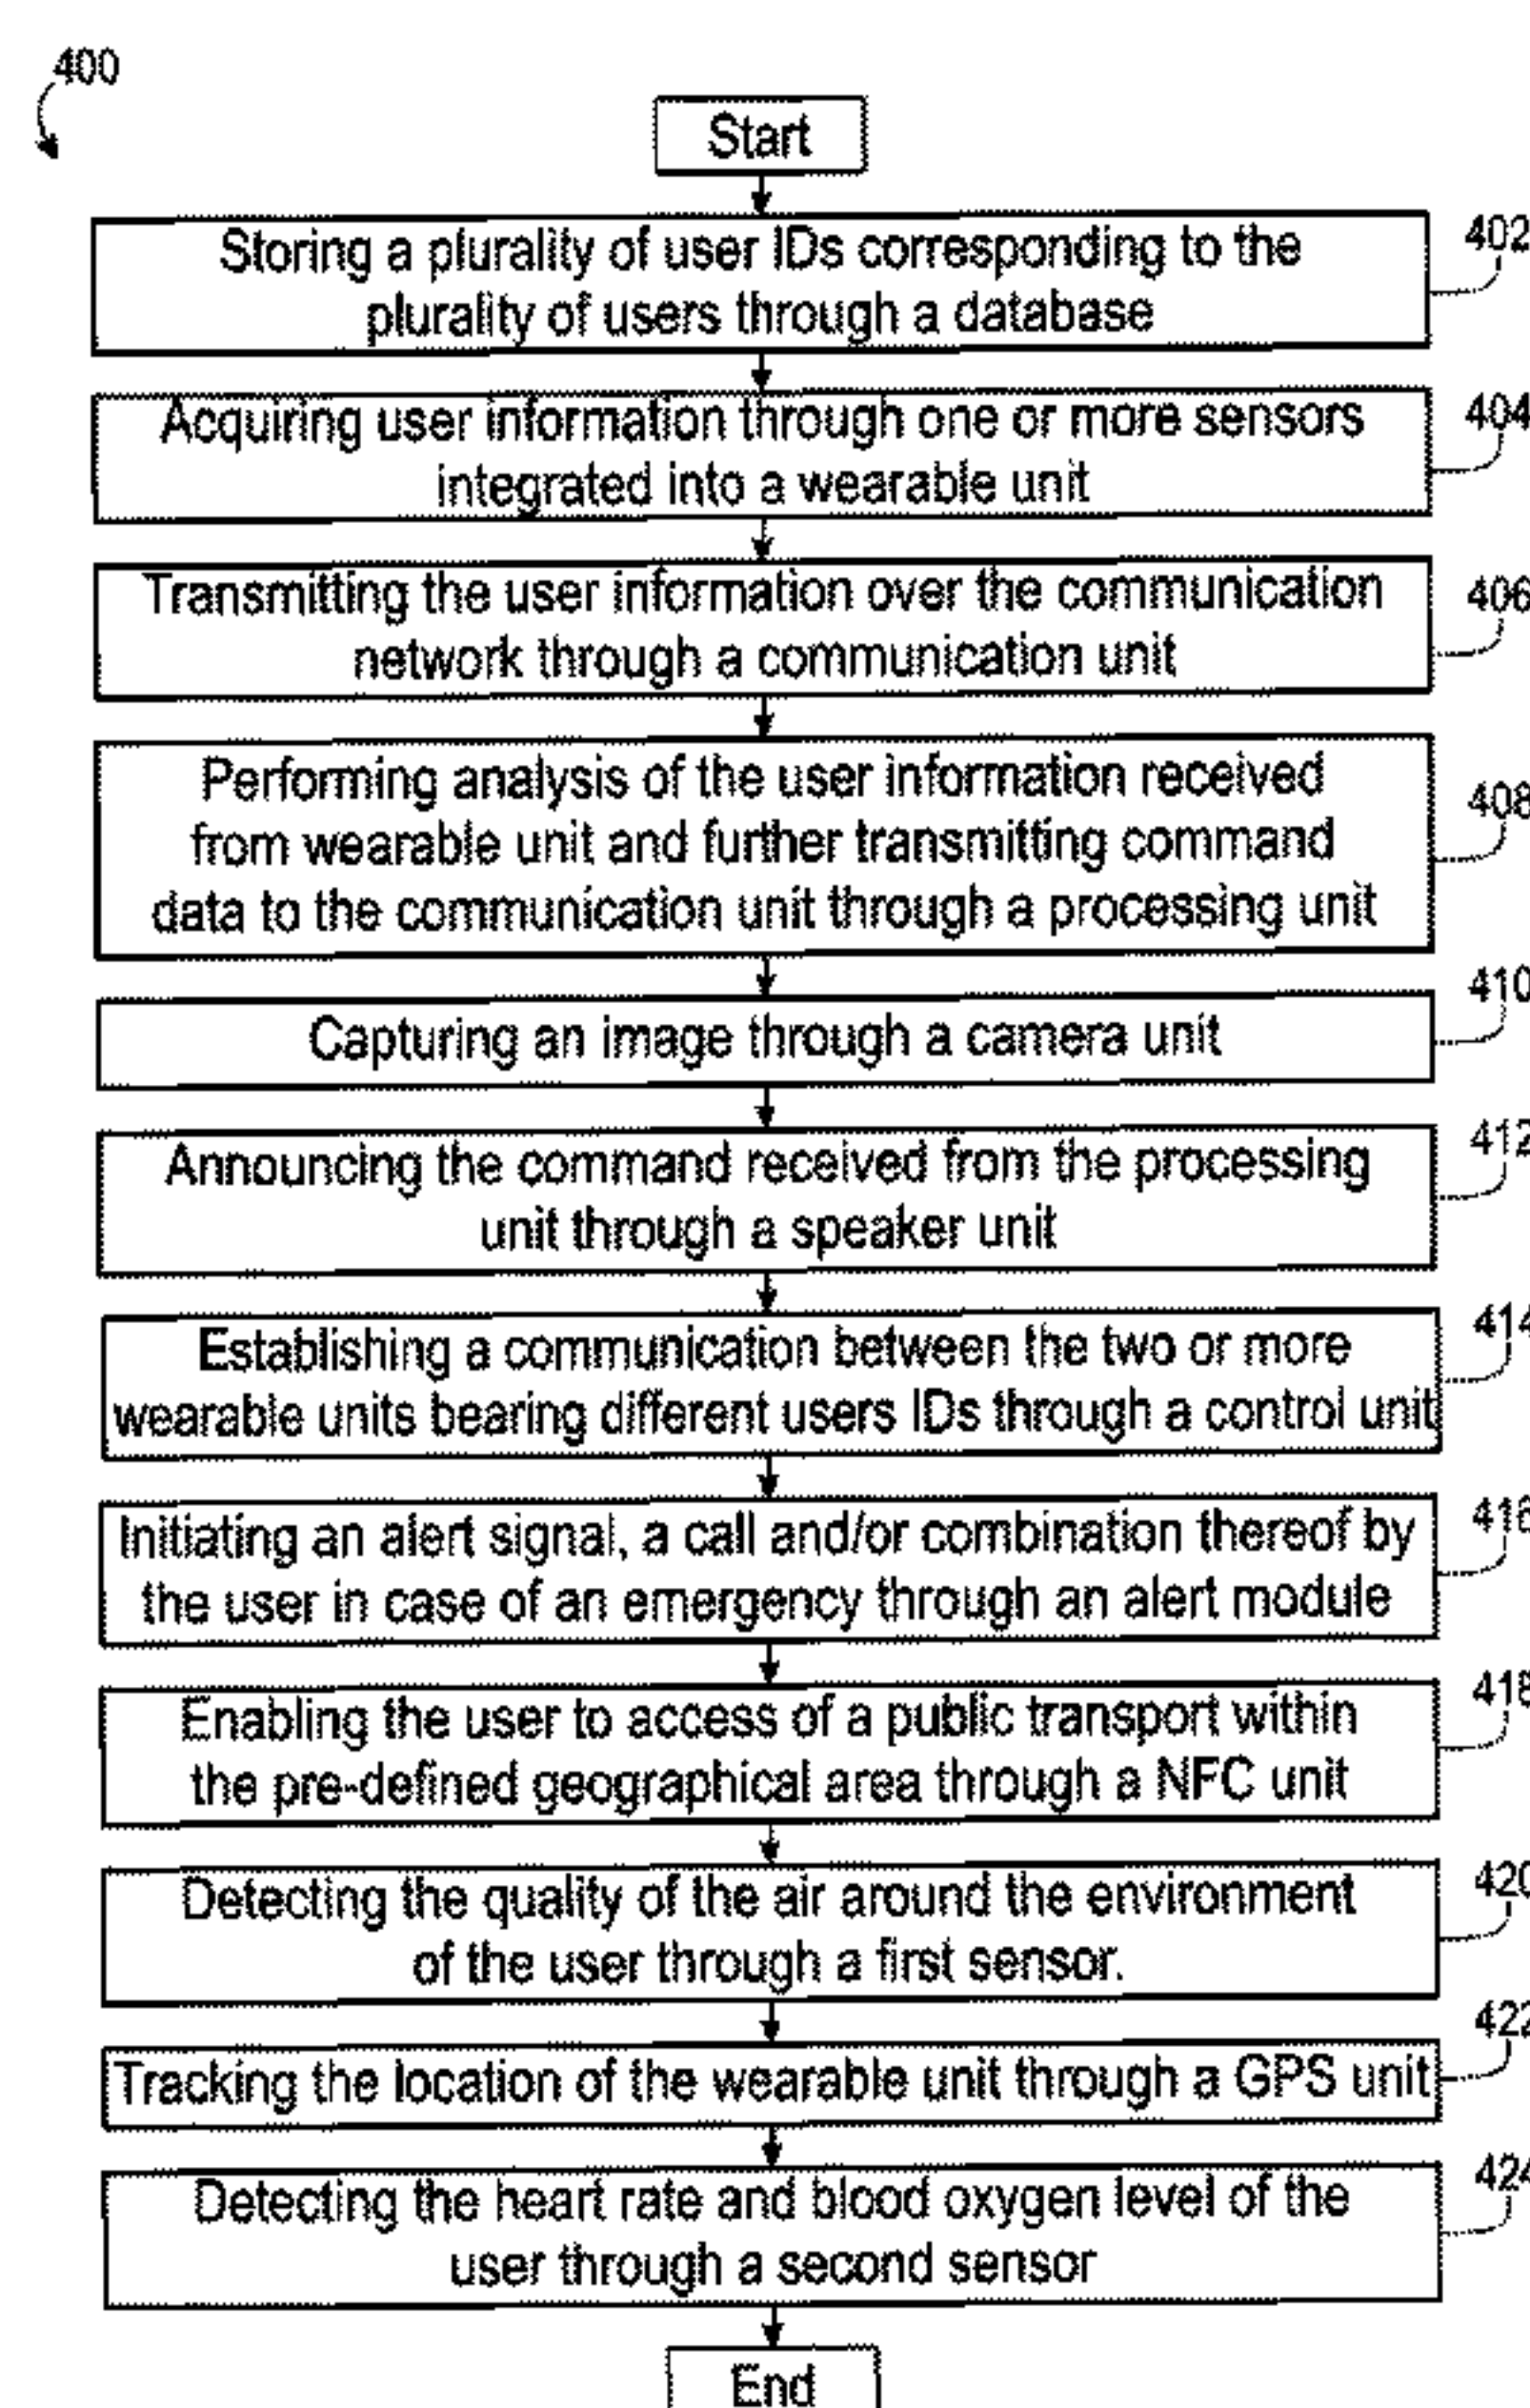 400
Start
Storing a plurality of user IDs corresponding to the
plurality of users through a database
402
Acquiring user information through one or more sensors
integrated into a wearable unit
404
Transmitting the user information over the communication
network through a communication unit
406
Performing analysis of the user information received
from wearable unit and further transmitting command
data to the communication unit through a processing unit
408
Capturing an image through a camera unit
410
Announcing the command received from the processing
unit through a speaker unit
412
Establishing a communication between the two or more
wearable units bearing different users IDs through a control unit
414
Initiating an alert signal, a call and/or combination thereof by
the user in case of an emergency through an alert module
416
Enabling the user to access of a public transport within
the pre-defined geographical area through a NFC unit
418
Detecting the quality of the air around the environment
of the user through a first sensor.
420
Tracking the location of the wearable unit through a GPS unit
422
Detecting the heart rate and blood oxygen level of the
user through a second sensor
424
End